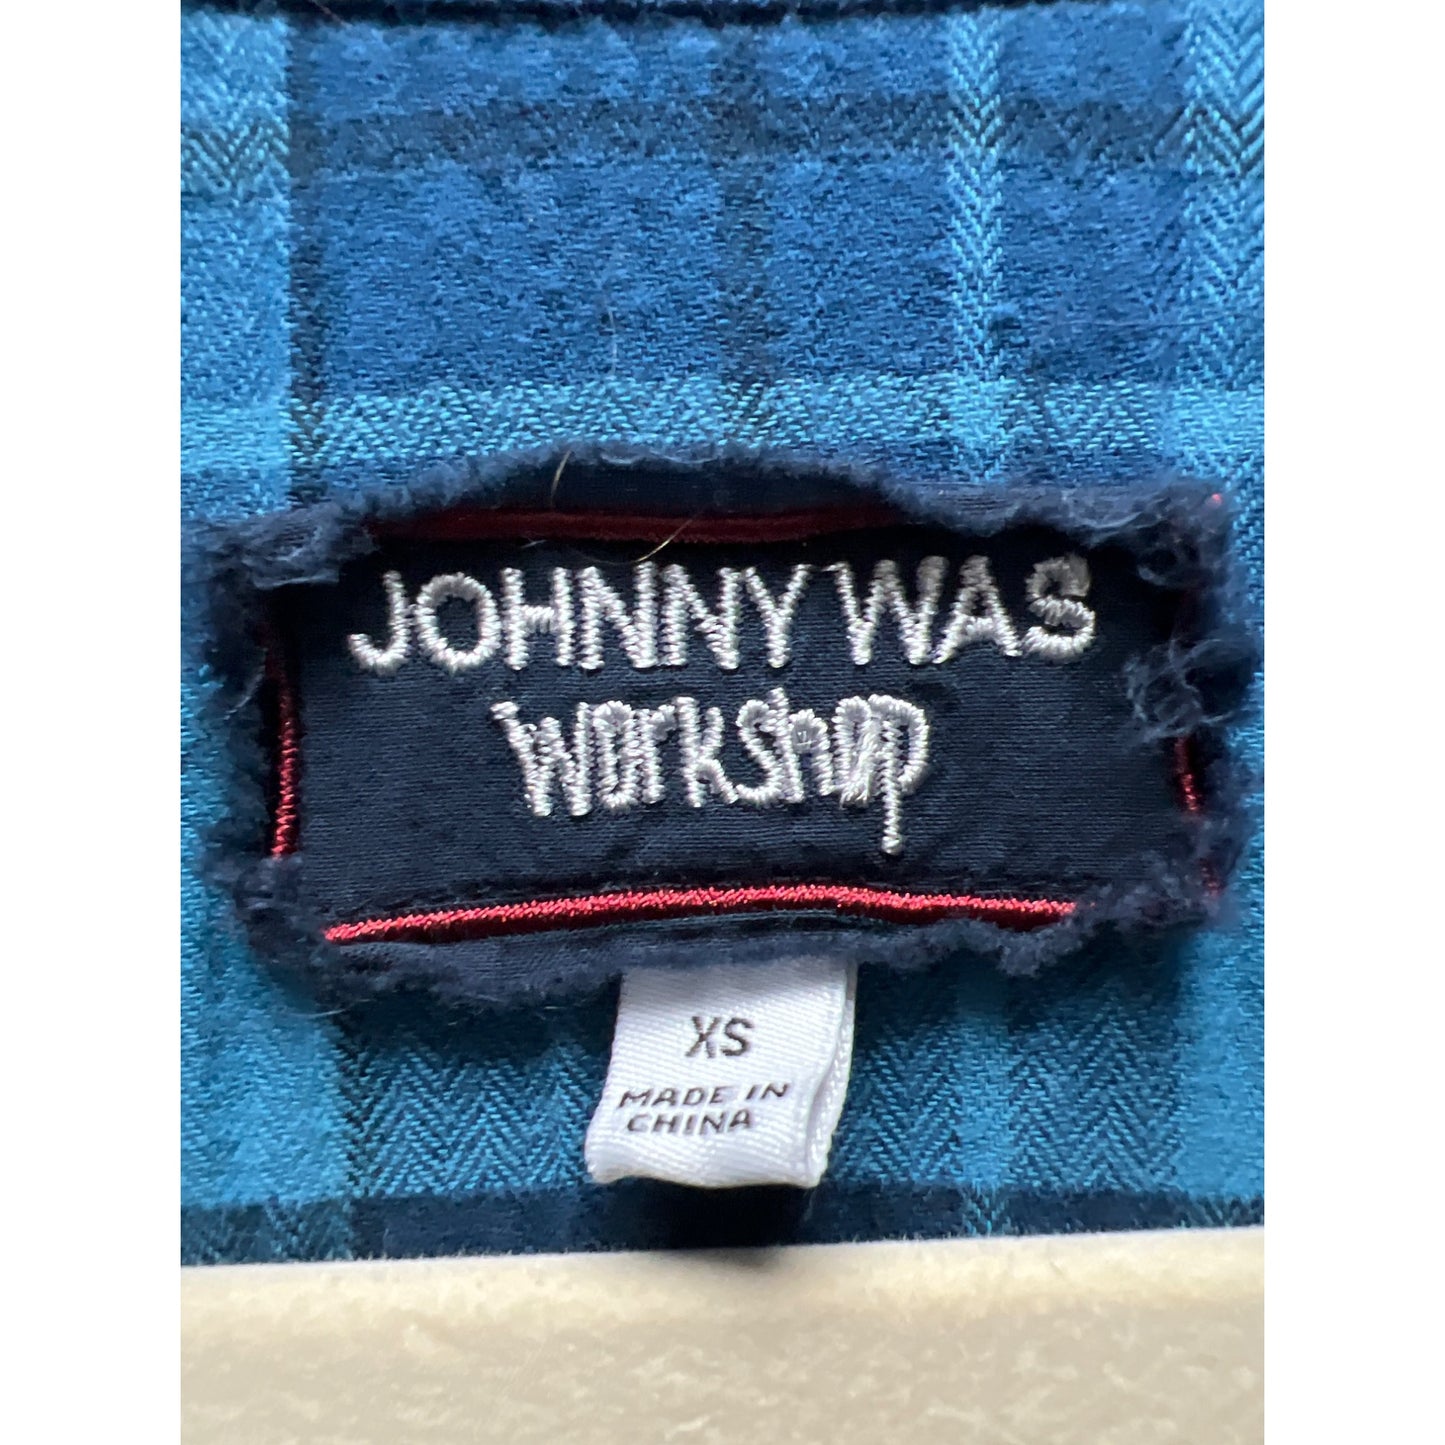 JOHNNY WAS
WORKSHOP
XS
MADE IN
CHINA